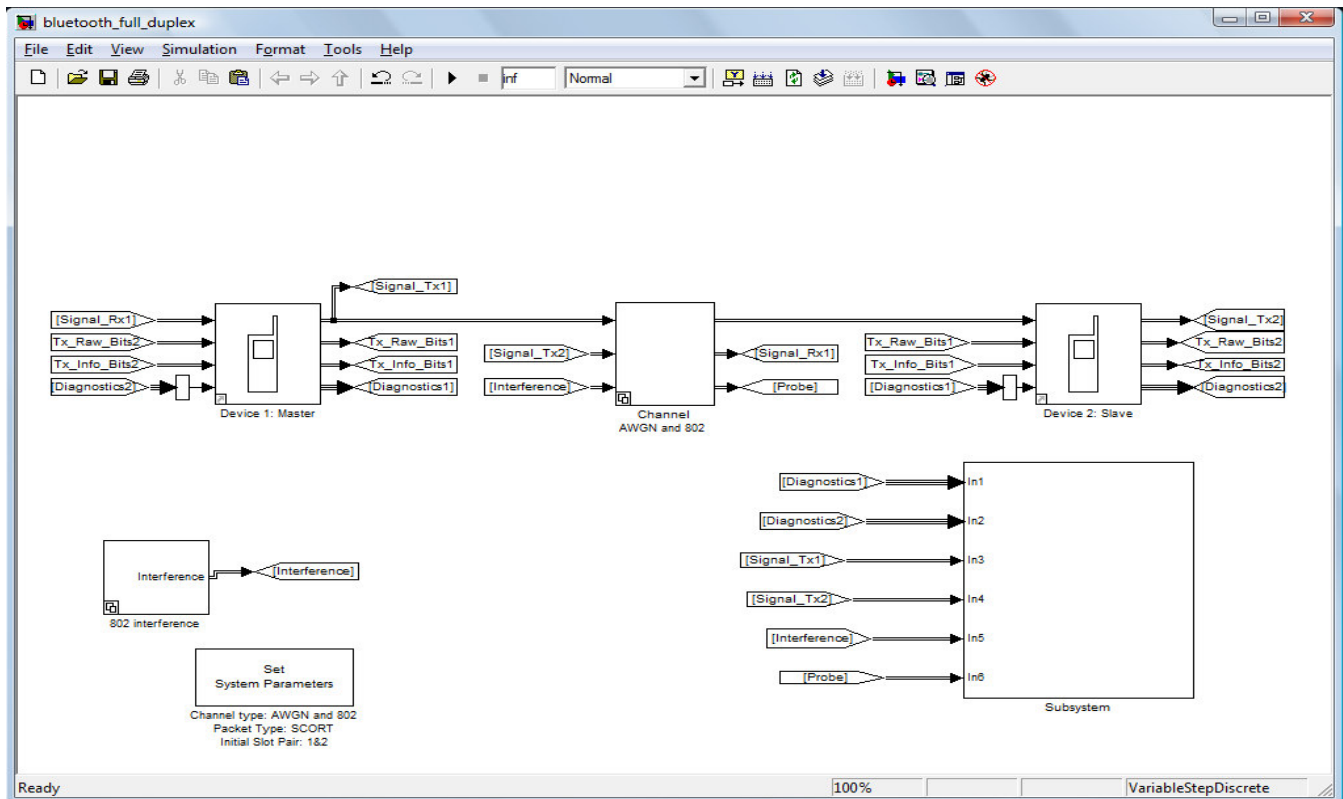 bluetooth_full_duplex
File Edit View Simulation Format Tools Help
inf Normal
[Signal_Tx1]
[Signal_Rx1]
Tx_Raw_Bits2
Tx_Info_Bits2
[Diagnostics2]
Device 1: Master
Tx_Raw_Bits1
Tx_Info_Bits1
[Diagnostics1]
[Signal_Tx2]
[Interference]
Channel
AWGN and 802
[Signal_Rx1]
[Probe]
Tx_Raw_Bits1
Tx_Info_Bits1
[Diagnostics1]
Device 2: Slave
[Signal_Tx2]
Tx_Raw_Bits2
Tx_Info_Bits2
[Diagnostics2]
[Diagnostics1] In1
[Diagnostics2] In2
[Signal_Tx1] In3
[Signal_Tx2] In4
[Interference] In5
[Probe] In6
Subsystem
Interference
[Interference]
802 interference
Set
System Parameters
Channel type: AWGN and 802
Packet Type: SCORT
Initial Slot Pair: 1&2
Ready 100% VariableStepDiscrete